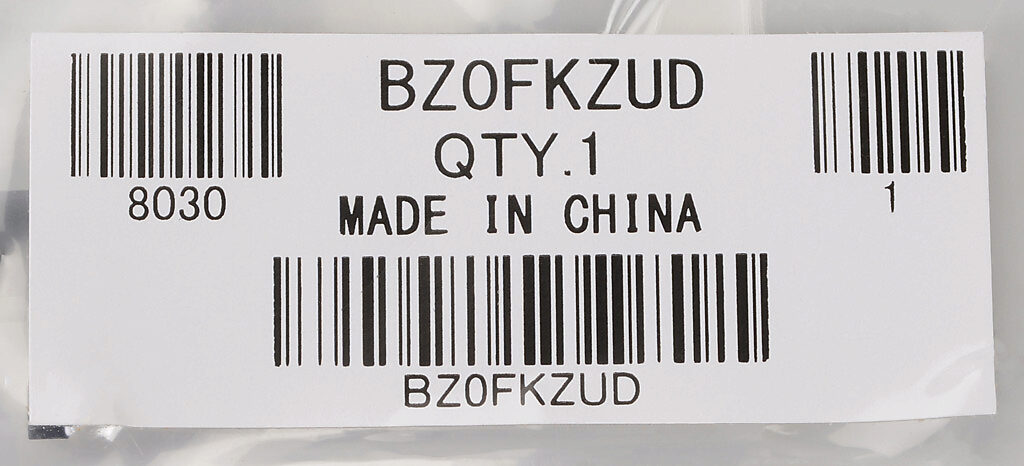 BZ0FKZUD
QTY.1
MADE IN CHINA
8030
1
BZ0FKZUD